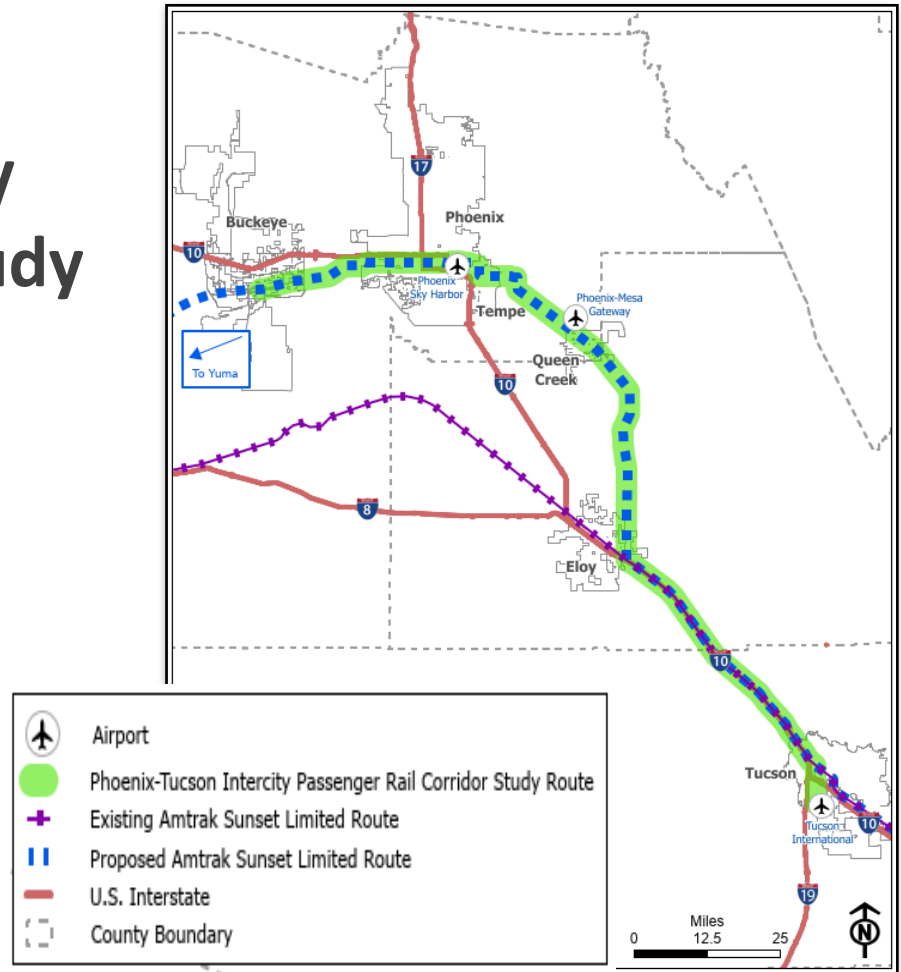 y
udy
17
Phoenix
Buckeye
10
Phoenix
Sky Harbor
Phoenix-Mesa
Gateway
Tempe
To Yuma
Queen
Creek
10
8
Eloy
10
Tucson
Tucson
International
10
19
Miles
0 12.5 25
N
Airport
Phoenix-Tucson Intercity Passenger Rail Corridor Study Route
Existing Amtrak Sunset Limited Route
Proposed Amtrak Sunset Limited Route
U.S. Interstate
County Boundary